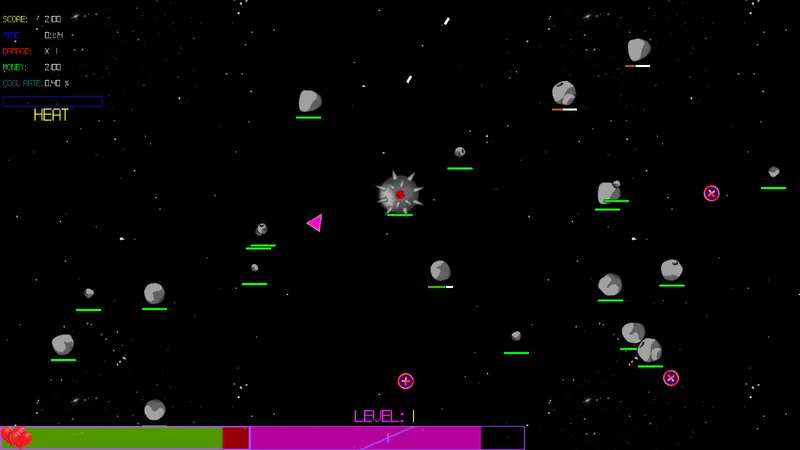 SCORE: 2100
TIME: 0:14
DAMAGE: X 1
MONEY: 2100
COOL RATE: 0.40 %
HEAT
LEVEL: 1